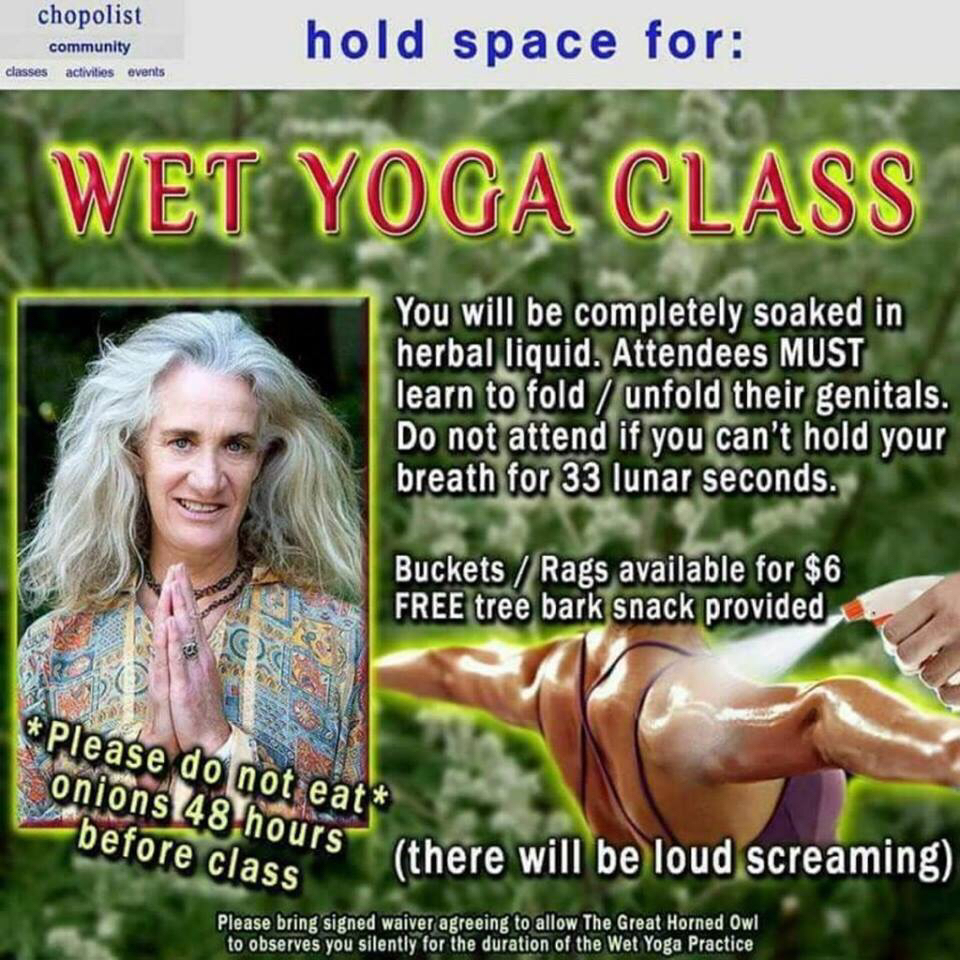 chopolist
community
classes activities events
hold space for:
WET YOGA CLASS
You will be completely soaked in
herbal liquid. Attendees MUST
learn to fold / unfold their genitals.
Do not attend if you can't hold your
breath for 33 lunar seconds.
Buckets / Rags available for $6
FREE tree bark snack provided
*Please do not eat*
onions 48 hours
before class
(there will be loud screaming)
Please bring signed waiver agreeing to allow The Great Horned Owl
to observes you silently for the duration of the Wet Yoga Practice